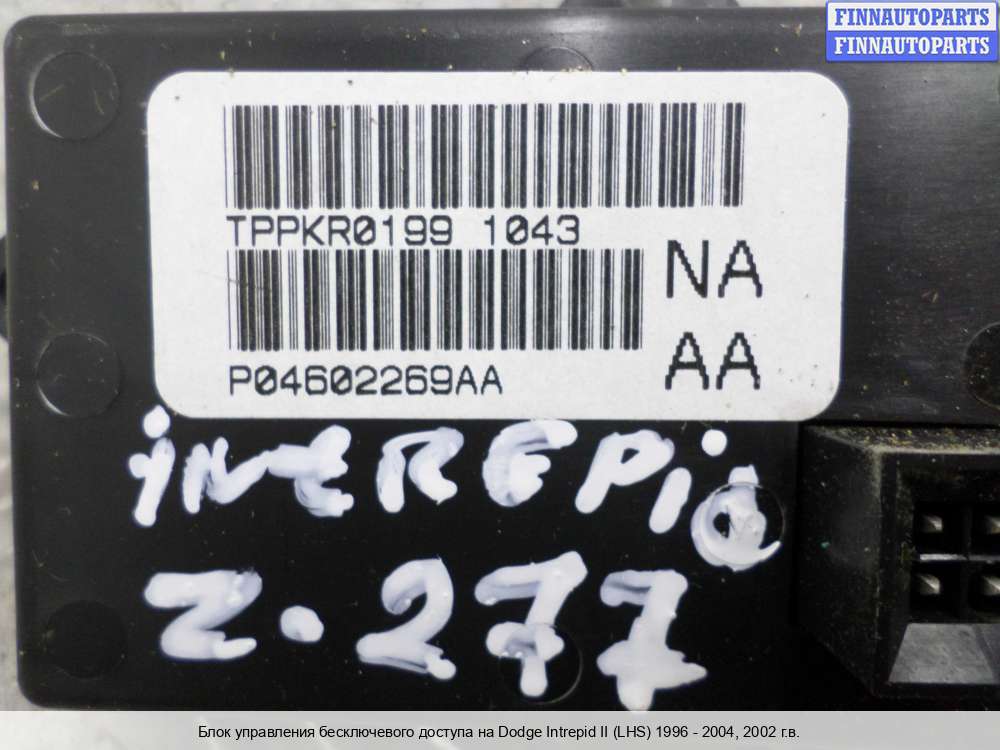 FINNAUTOPARTS
FINNAUTOPARTS
TPPKR0199 1043
NA
P04602269AA
AA
iNtREPid
Z-277
Блок управления бесключевого доступа на Dodge Intrepid II (LHS) 1996 - 2004, 2002 г.в.